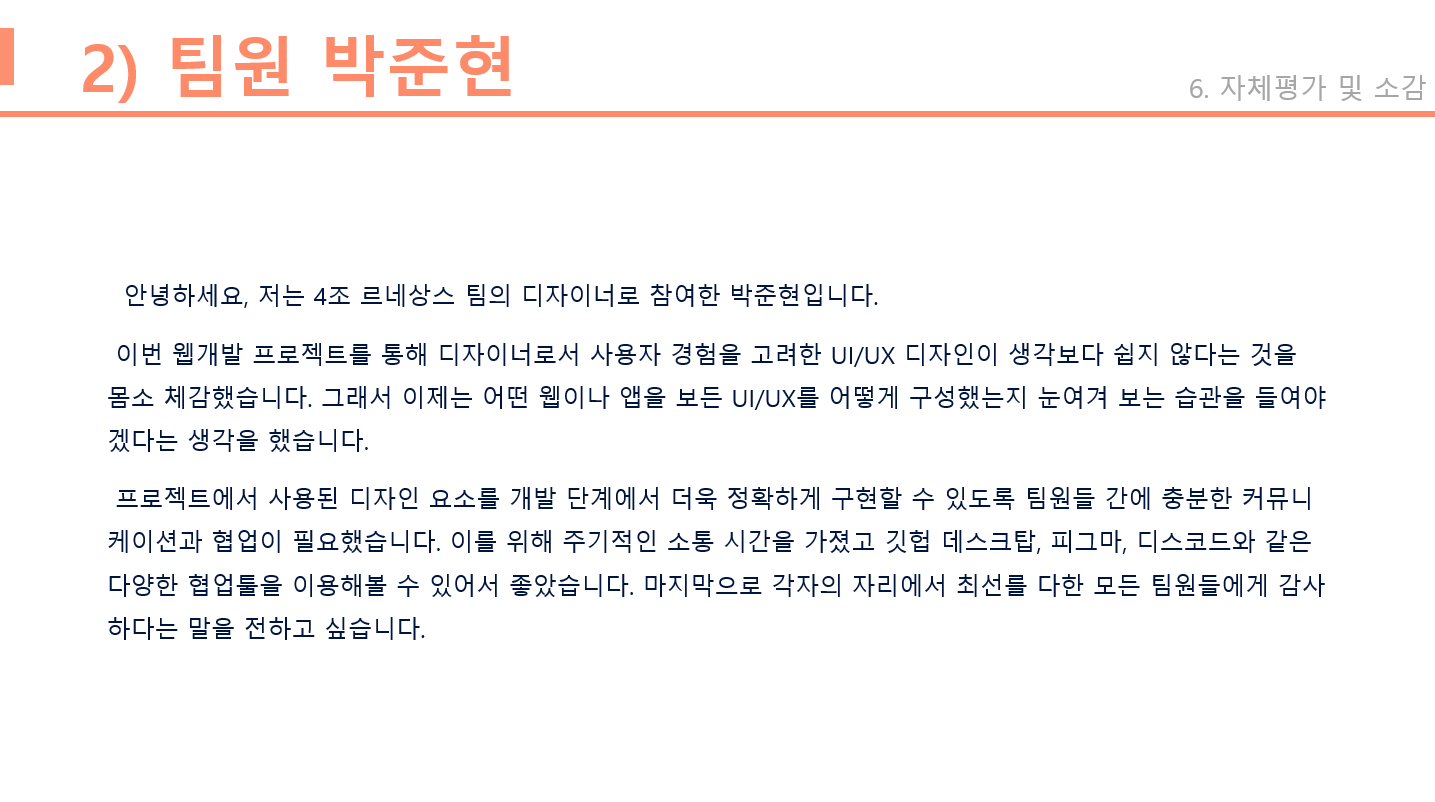 2) 팀원 박준현
6. 자체평가 및 소감
안녕하세요, 저는 4조 르네상스 팀의 디자이너로 참여한 박준현입니다.
이번 웹개발 프로젝트를 통해 디자이너로서 사용자 경험을 고려한 UI/UX 디자인이 생각보다 쉽지 않다는 것을
몸소 체감했습니다. 그래서 이제는 어떤 웹이나 앱을 보든 UI/UX를 어떻게 구성했는지 눈여겨 보는 습관을 들여야
겠다는 생각을 했습니다.
프로젝트에서 사용된 디자인 요소를 개발 단계에서 더욱 정확하게 구현할 수 있도록 팀원들 간에 충분한 커뮤니
케이션과 협업이 필요했습니다. 이를 위해 주기적인 소통 시간을 가졌고 깃헙 데스크탑, 피그마, 디스코드와 같은
다양한 협업툴을 이용해볼 수 있어서 좋았습니다. 마지막으로 각자의 자리에서 최선를 다한 모든 팀원들에게 감사
하다는 말을 전하고 싶습니다.